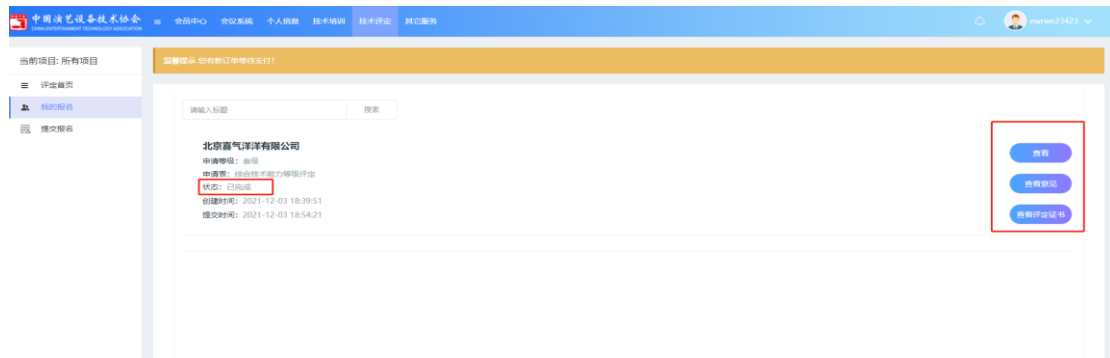 中国演艺设备技术协会
CHINA ENTERTAINMENT TECHNOLOGY ASSOCIATION
会员中心 会议系统 个人信息 技术培训 技术评定 其它服务
ewrwe23423
当前项目: 所有项目
评定首页
我的报名
提交报名
温馨提示 您有新订单等待支付!
请输入标题 搜索
北京喜气洋洋有限公司
申请等级: 叁级
申请表: 综合技术能力等级评定
状态: 已完成
创建时间: 2021-12-03 18:39:51
提交时间: 2021-12-03 18:54:21
查看
查看意见
查看评定证书